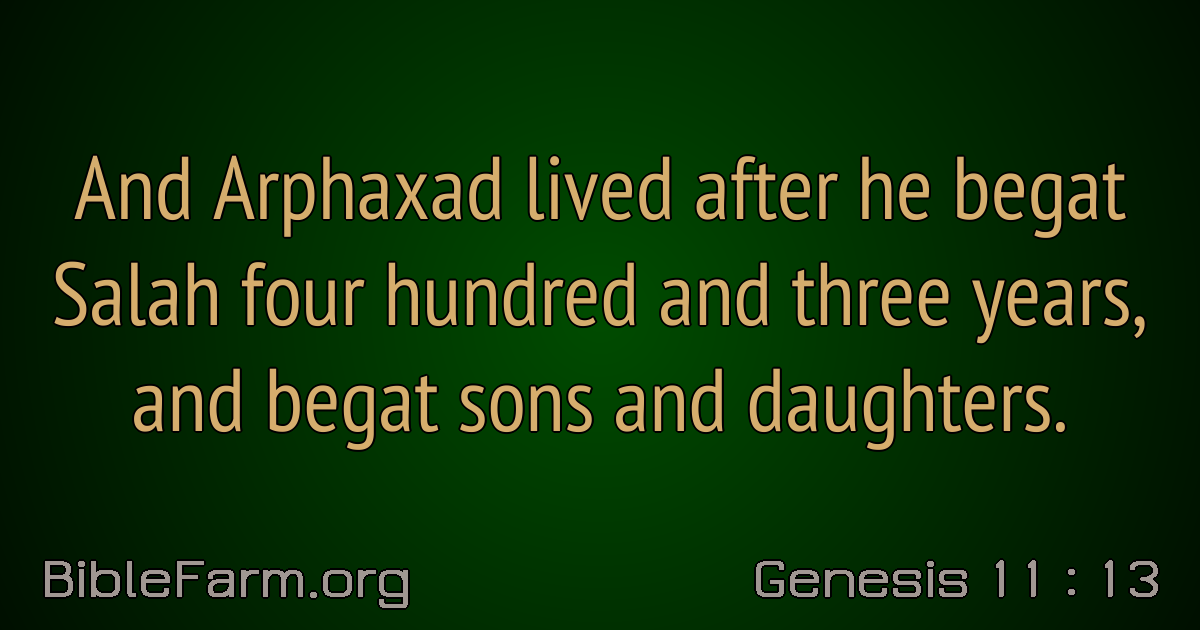 And Arphaxad lived after he begat
Salah four hundred and three years,
and begat sons and daughters.
BibleFarm.org
Genesis 11 : 13